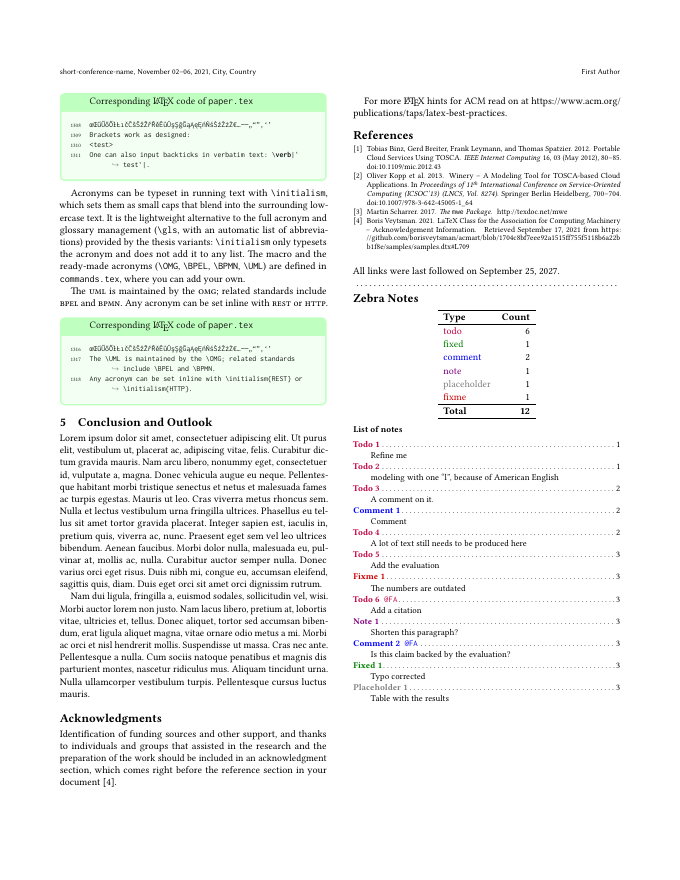 short-conference-name, November 02–06, 2021, City, Country
First Author
Corresponding LATEX code of paper.tex
1309 Brackets work as designed:
1310 <test>
1311 One can also input backticks in verbatim text: \verb|'
↪ test'|.
Acronyms can be typeset in running text with \initialism,
which sets them as small caps that blend into the surrounding low-
ercase text. It is the lightweight alternative to the full acronym and
glossary management (\gls, with an automatic list of abbrevia-
tions) provided by the thesis variants: \initialism only typesets
the acronym and does not add it to any list. The macro and the
ready-made acronyms (\OMG, \BPEL, \BPMN, \UML) are defined in
commands.tex, where you can add your own.
The UML is maintained by the OMG; related standards include
BPEL and BPMN. Any acronym can be set inline with REST or HTTP.
Corresponding LATEX code of paper.tex
1317 The \UML is maintained by the \OMG; related standards
↪ include \BPEL and \BPMN.
1318 Any acronym can be set inline with \initialism{REST} or
↪ \initialism{HTTP}.
5 Conclusion and Outlook
Lorem ipsum dolor sit amet, consectetuer adipiscing elit. Ut purus
elit, vestibulum ut, placerat ac, adipiscing vitae, felis. Curabitur dic-
tum gravida mauris. Nam arcu libero, nonummy eget, consectetuer
id, vulputate a, magna. Donec vehicula augue eu neque. Pellentes-
que habitant morbi tristique senectus et netus et malesuada fames
ac turpis egestas. Mauris ut leo. Cras viverra metus rhoncus sem.
Nulla et lectus vestibulum urna fringilla ultrices. Phasellus eu tel-
lus sit amet tortor gravida placerat. Integer sapien est, iaculis in,
pretium quis, viverra ac, nunc. Praesent eget sem vel leo ultrices
bibendum. Aenean faucibus. Morbi dolor nulla, malesuada eu, pul-
vinar at, mollis ac, nulla. Curabitur auctor semper nulla. Donec
varius orci eget risus. Duis nibh mi, congue eu, accumsan eleifend,
sagittis quis, diam. Duis eget orci sit amet orci dignissim rutrum.
Nam dui ligula, fringilla a, euismod sodales, sollicitudin vel, wisi.
Morbi auctor lorem non justo. Nam lacus libero, pretium at, lobortis
vitae, ultricies et, tellus. Donec aliquet, tortor sed accumsan biben-
dum, erat ligula aliquet magna, vitae ornare odio metus a mi. Morbi
ac orci et nisl hendrerit mollis. Suspendisse ut massa. Cras nec ante.
Pellentesque a nulla. Cum sociis natoque penatibus et magnis dis
parturient montes, nascetur ridiculus mus. Aliquam tincidunt urna.
Nulla ullamcorper vestibulum turpis. Pellentesque cursus luctus
mauris.
Acknowledgments
Identification of funding sources and other support, and thanks
to individuals and groups that assisted in the research and the
preparation of the work should be included in an acknowledgment
section, which comes right before the reference section in your
document [4].
For more LATEX hints for ACM read on at https://www.acm.org/
publications/taps/latex-best-practices.
References
[1] Tobias Binz, Gerd Breiter, Frank Leymann, and Thomas Spatzier. 2012. Portable
Cloud Services Using TOSCA. IEEE Internet Computing 16, 03 (May 2012), 80–85.
doi:10.1109/mic.2012.43
[2] Oliver Kopp et al. 2013. Winery – A Modeling Tool for TOSCA-based Cloud
Applications. In Proceedings of 11th International Conference on Service-Oriented
Computing (ICSOC'13) (LNCS, Vol. 8274). Springer Berlin Heidelberg, 700–704.
doi:10.1007/978-3-642-45005-1_64
[3] Martin Scharrer. 2017. The mwe Package. http://texdoc.net/mwe
[4] Boris Veytsman. 2021. LaTeX Class for the Association for Computing Machinery
– Acknowledgement Information. Retrieved September 17, 2021 from https:
//github.com/borisveytsman/acmart/blob/1704c8bf7eee92a1515ff755f5118b6a22b
b1f8e/samples/samples.dtx#L709
All links were last followed on September 25, 2027.
Zebra Notes
Type Count
todo 6
fixed 1
comment 2
note 1
placeholder 1
fixme 1
Total 12
List of notes
Todo 1 1
Refine me
Todo 2 1
modeling with one "l", because of American English
Todo 3 2
A comment on it.
Comment 1 2
Comment
Todo 4 2
A lot of text still needs to be produced here
Todo 5 3
Add the evaluation
Fixme 1 3
The numbers are outdated
Todo 6 @FA 3
Add a citation
Note 1 3
Shorten this paragraph?
Comment 2 @FA 3
Is this claim backed by the evaluation?
Fixed 1 3
Typo corrected
Placeholder 1 3
Table with the results